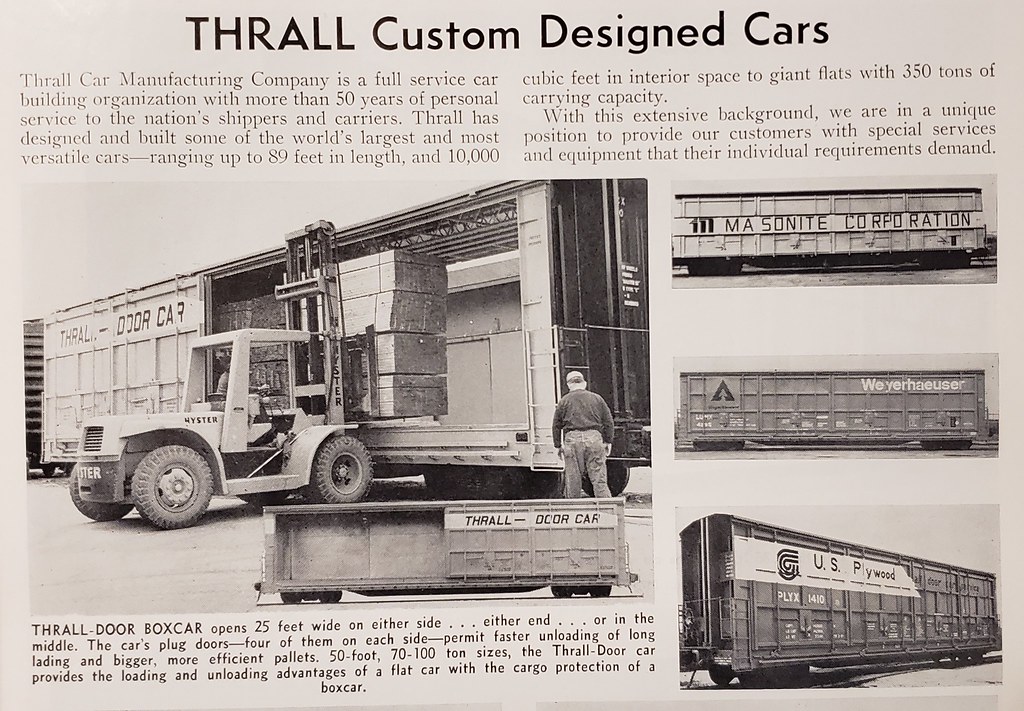 THRALL Custom Designed Cars
Thrall Car Manufacturing Company is a full service car
building organization with more than 50 years of personal
service to the nation's shippers and carriers. Thrall has
designed and built some of the world's largest and most
versatile cars—ranging up to 89 feet in length, and 10,000
cubic feet in interior space to giant flats with 350 tons of
carrying capacity.
With this extensive background, we are in a unique
position to provide our customers with special services
and equipment that their individual requirements demand.
THRALL – DOOR CAR
HYSTER
HYSTER
STER
THRALL – DOOR CAR
MASONITE CORPORATION
Weyerhaeuser
U.S. Plywood
PLYX 1410
THRALL-DOOR BOXCAR opens 25 feet wide on either side . . . either end . . . or in the
middle. The car's plug doors—four of them on each side—permit faster unloading of long
lading and bigger, more efficient pallets. 50-foot, 70-100 ton sizes, the Thrall-Door car
provides the loading and unloading advantages of a flat car with the cargo protection of a
boxcar.